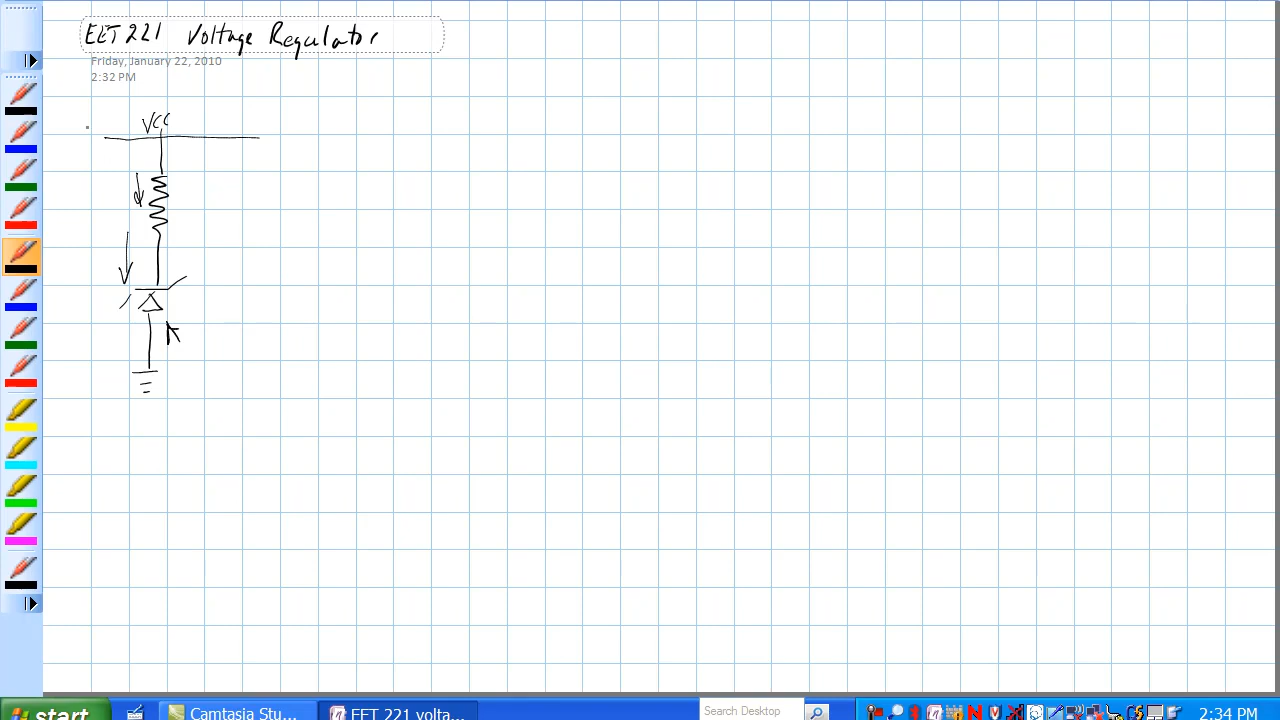 EET 221 Voltage Regulator
Friday, January 22, 2010
2:32 PM
VCC
start
Camtasia Stu...
EET 221 volta...
Search Desktop
2:34 PM